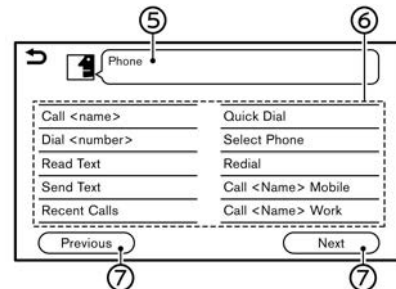 5 6
Phone
Call <name> Quick Dial
Dial <number> Select Phone
Read Text Redial
Send Text Call <Name> Mobile
Recent Calls Call <Name> Work
Previous Next
7 7